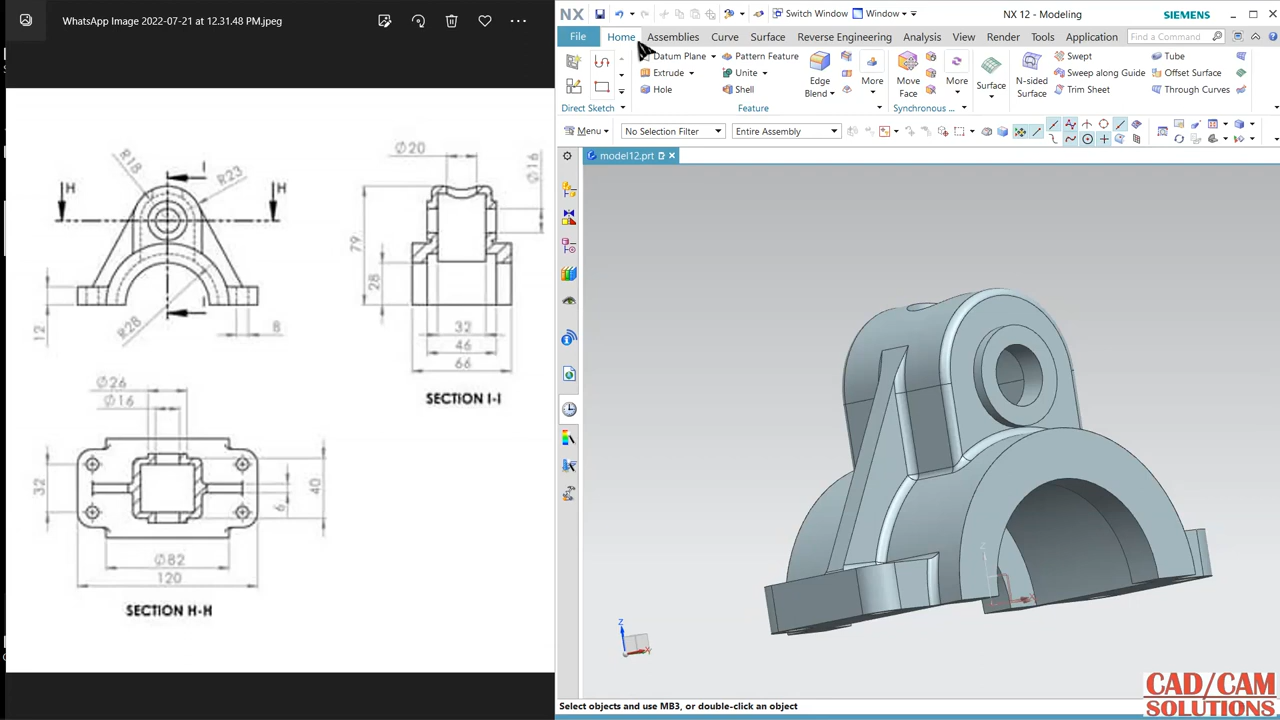 WhatsApp Image 2022-07-21 at 12.31.48 PM.jpeg
NX
Switch Window
Window
NX 12 - Modeling
SIEMENS
File
Home
Assemblies
Curve
Surface
Reverse Engineering
Analysis
View
Render
Tools
Application
Find a Command
Datum Plane
Extrude
Hole
Pattern Feature
Unite
Shell
Edge
Blend
More
Move
Face
More
Surface
N-sided
Surface
Swept
Sweep along Guide
Trim Sheet
Tube
Offset Surface
Through Curves
Direct Sketch
Feature
Synchronous ...
Menu
No Selection Filter
Entire Assembly
model12.prt
R18
I
R23
H
H
I
R28
12
8
Ø20
Ø16
79
28
32
46
66
SECTION I-I
Ø26
Ø16
32
6
40
Ø82
120
SECTION H-H
Z
Select objects and use MB3, or double-click an object
CAD/CAM
SOLUTIONS